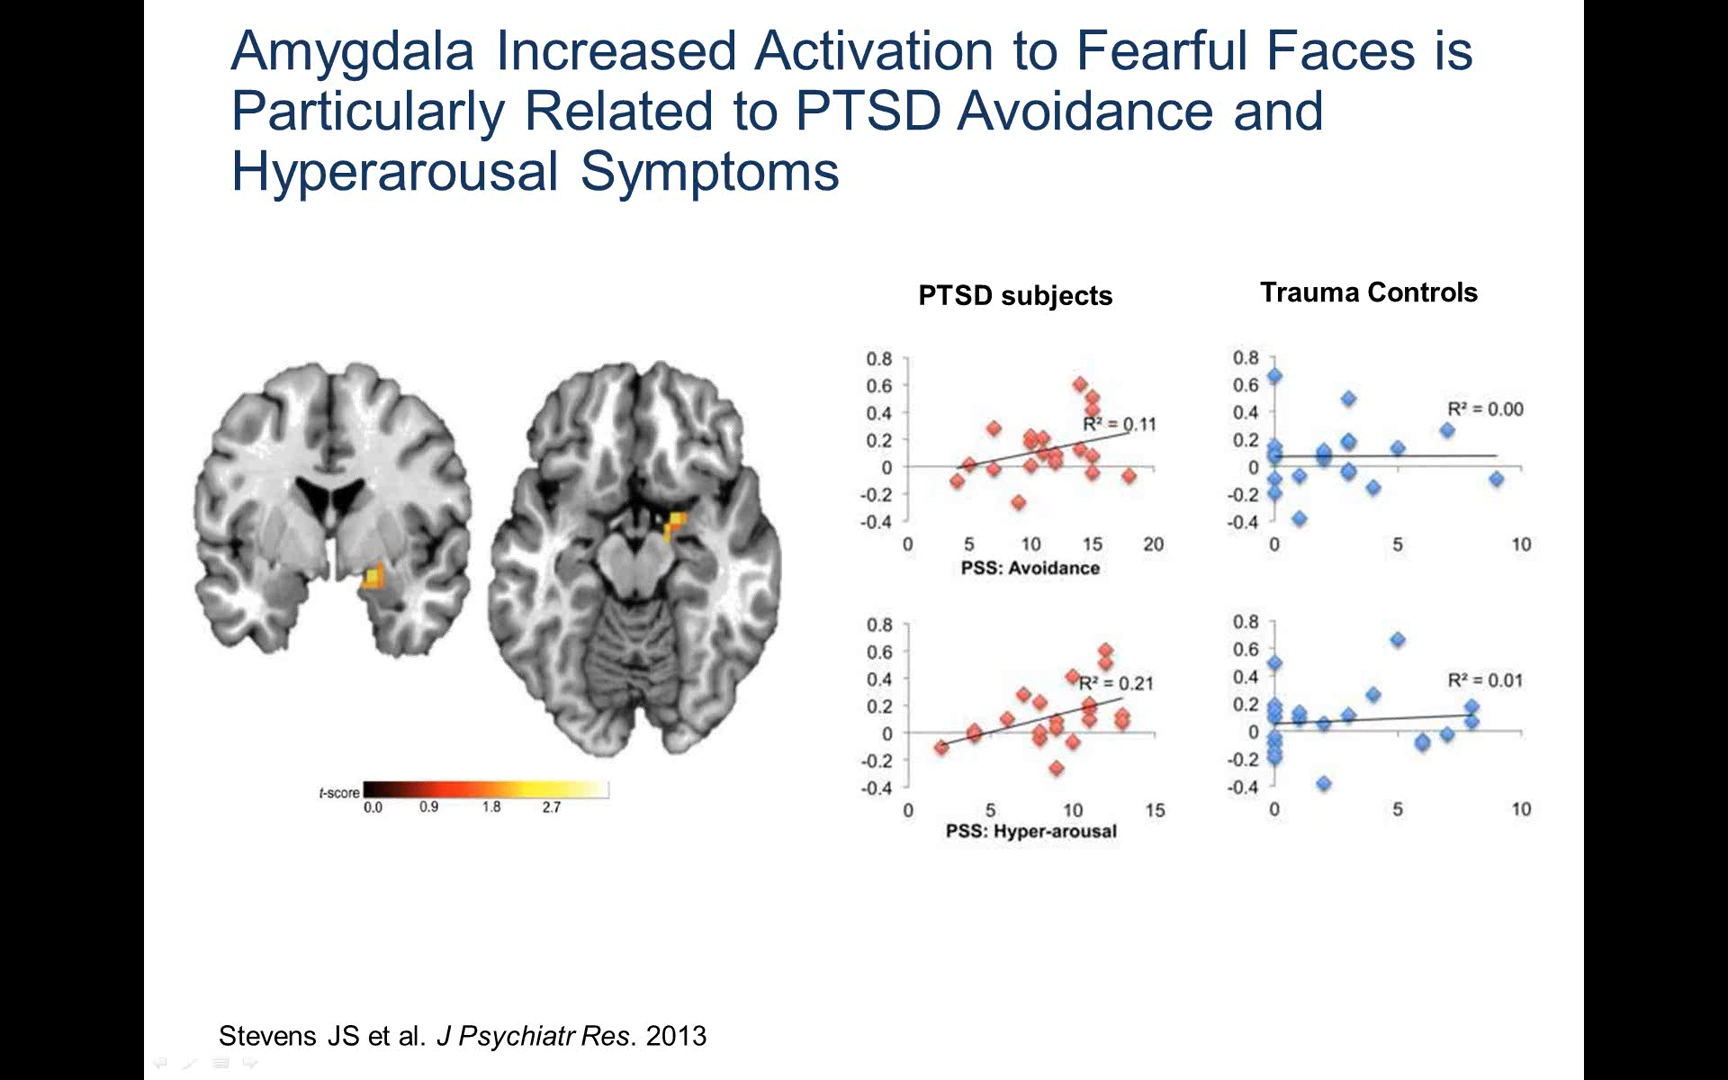 Amygdala Increased Activation to Fearful Faces is
Particularly Related to PTSD Avoidance and
Hyperarousal Symptoms
PTSD subjects
Trauma Controls
0.8
0.6
0.4
0.2
0
-0.2
-0.4
R² = 0.11
0 5 10 15 20
PSS: Avoidance
0.8
0.6
0.4
0.2
0
-0.2
-0.4
R² = 0.00
0 5 10
0.8
0.6
0.4
0.2
0
-0.2
-0.4
R² = 0.21
0 5 10 15
PSS: Hyper-arousal
0.8
0.6
0.4
0.2
0
-0.2
-0.4
R² = 0.01
0 5 10
t-score
0.0 0.9 1.8 2.7
Stevens JS et al. J Psychiatr Res. 2013